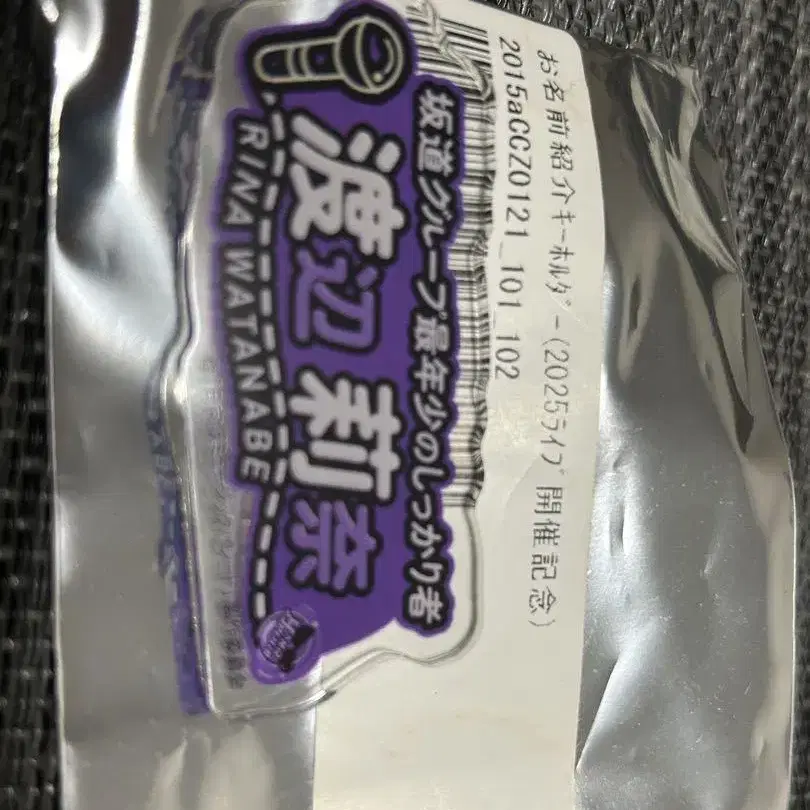 お名前紹介ｷｰﾎﾙﾀﾞｰ(2025ﾗｲﾌﾞ開催記念)
2015aCCZ0121_101_102
坂道グループ最年少のしっかり者
渡辺 莉奈
RINA WATANABE